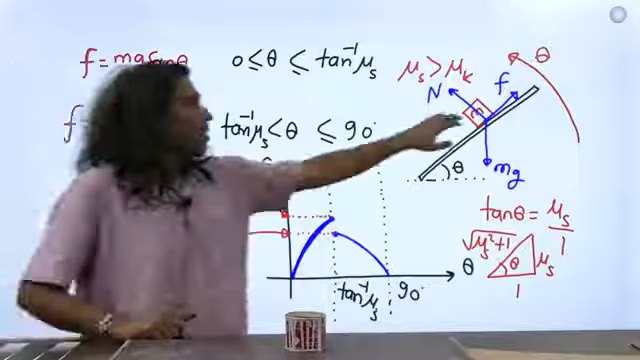 f = mg sinθ   0 ≤ θ ≤ tan⁻¹μₛ
f =   tan⁻¹μₛ < θ ≤ 90°
μₛ > μₖ
θ
N
f
m
θ
mg
tanθ = μₛ/1
√μₛ²+1
θ
μₛ
1
tan⁻¹μₛ
90°
θ